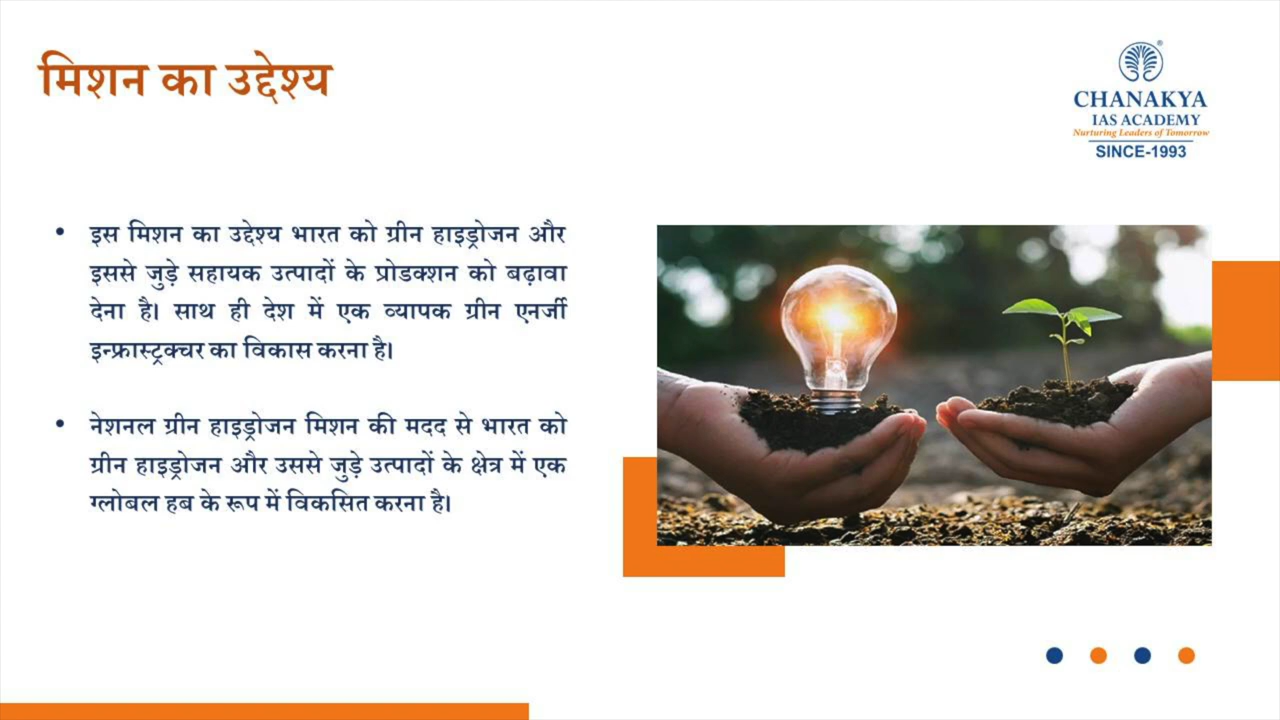 मिशन का उद्देश्य
®
CHANAKYA
IAS ACADEMY
Nurturing Leaders of Tomorrow
SINCE-1993
• इस मिशन का उद्देश्य भारत को ग्रीन हाइड्रोजन और
इससे जुड़े सहायक उत्पादों के प्रोडक्शन को बढ़ावा
देना है। साथ ही देश में एक व्यापक ग्रीन एनर्जी
इन्फ्रास्ट्रक्चर का विकास करना है।
• नेशनल ग्रीन हाइड्रोजन मिशन की मदद से भारत को
ग्रीन हाइड्रोजन और उससे जुड़े उत्पादों के क्षेत्र में एक
ग्लोबल हब के रूप में विकसित करना है।